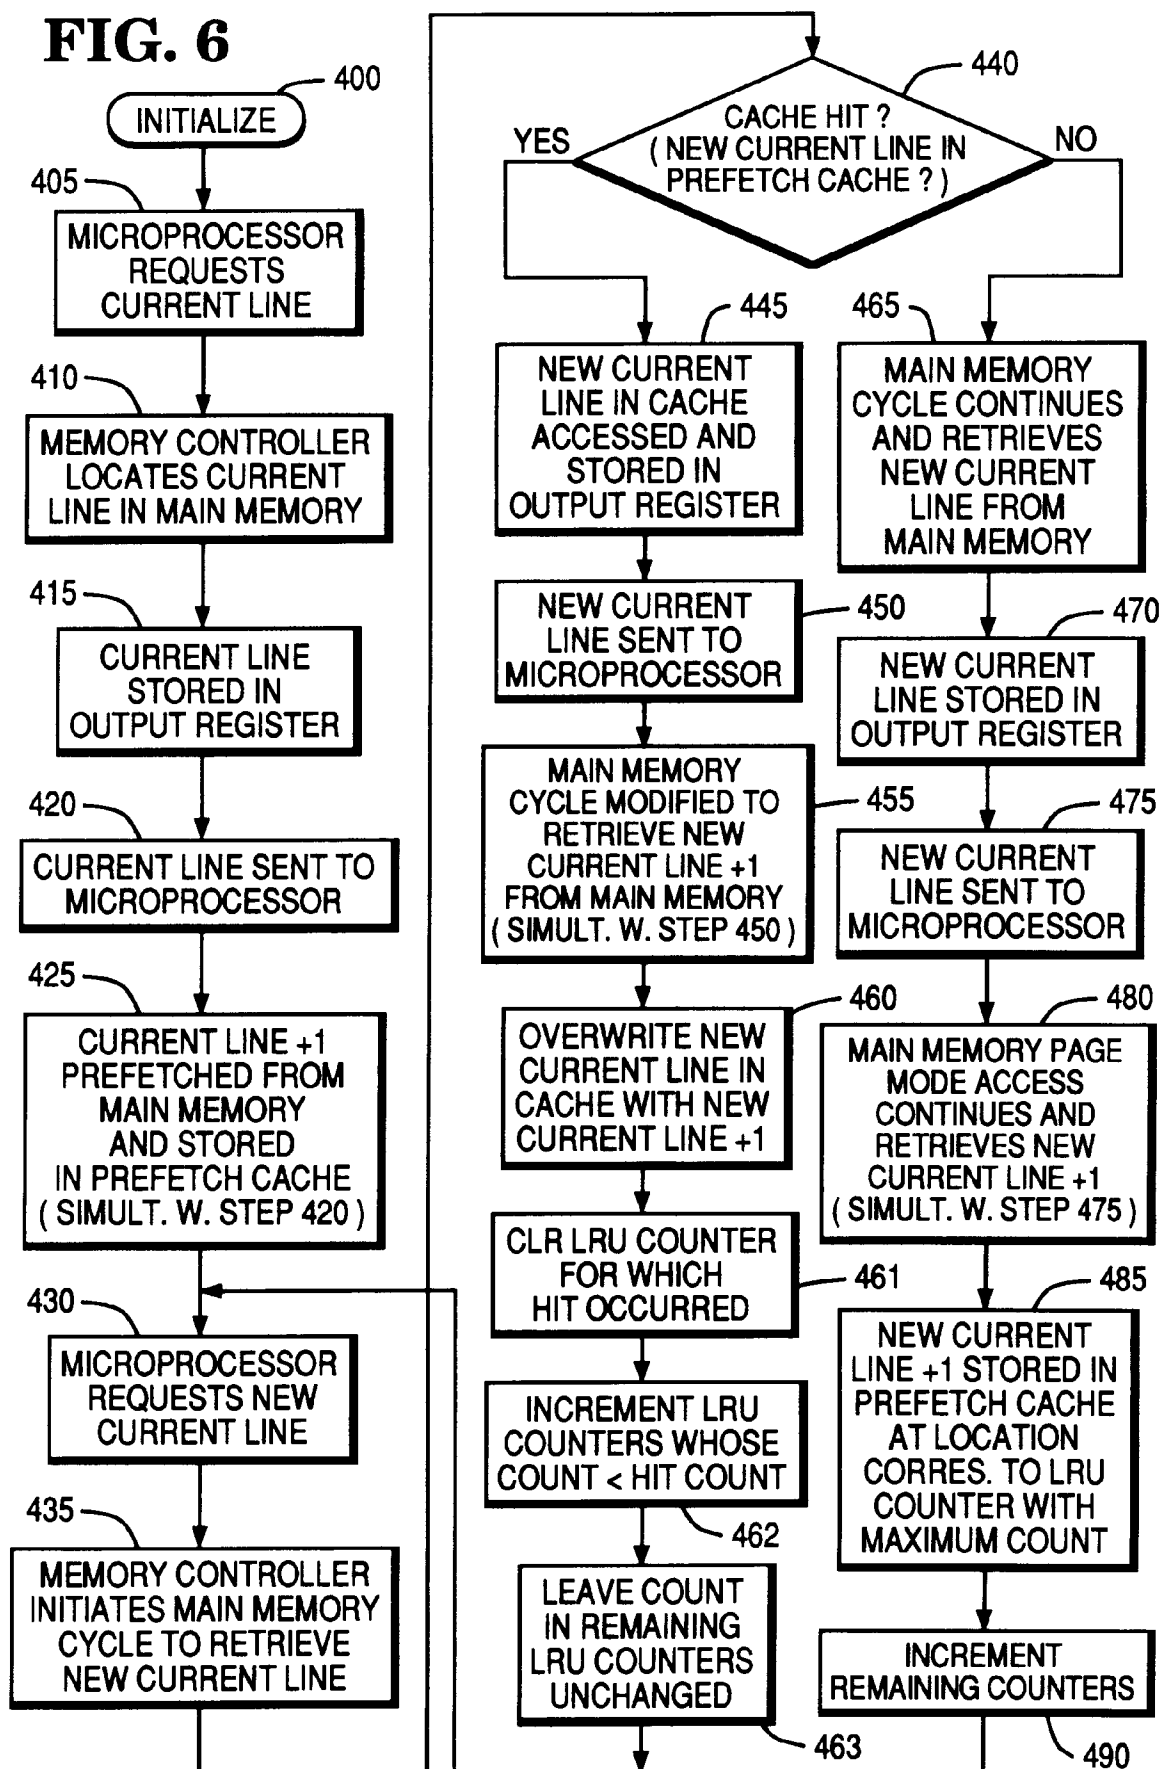 FIG. 6
400
INITIALIZE
405
MICROPROCESSOR
REQUESTS
CURRENT LINE
410
MEMORY CONTROLLER
LOCATES CURRENT
LINE IN MAIN MEMORY
415
CURRENT LINE
STORED IN
OUTPUT REGISTER
420
CURRENT LINE SENT TO
MICROPROCESSOR
425
CURRENT LINE +1
PREFETCHED FROM
MAIN MEMORY
AND STORED
IN PREFETCH CACHE
( SIMULT. W. STEP 420 )
430
MICROPROCESSOR
REQUESTS NEW
CURRENT LINE
435
MEMORY CONTROLLER
INITIATES MAIN MEMORY
CYCLE TO RETRIEVE
NEW CURRENT LINE
440
CACHE HIT ?
( NEW CURRENT LINE IN
PREFETCH CACHE ? )
YES
NO
445
NEW CURRENT
LINE IN CACHE
ACCESSED AND
STORED IN
OUTPUT REGISTER
450
NEW CURRENT
LINE SENT TO
MICROPROCESSOR
455
MAIN MEMORY
CYCLE MODIFIED TO
RETRIEVE NEW
CURRENT LINE +1
FROM MAIN MEMORY
( SIMULT. W. STEP 450 )
460
OVERWRITE NEW
CURRENT LINE IN
CACHE WITH NEW
CURRENT LINE +1
461
CLR LRU COUNTER
FOR WHICH
HIT OCCURRED
INCREMENT LRU
COUNTERS WHOSE
COUNT < HIT COUNT
462
LEAVE COUNT
IN REMAINING
LRU COUNTERS
UNCHANGED
463
465
MAIN MEMORY
CYCLE CONTINUES
AND RETRIEVES
NEW CURRENT
LINE FROM
MAIN MEMORY
470
NEW CURRENT
LINE STORED IN
OUTPUT REGISTER
475
NEW CURRENT
LINE SENT TO
MICROPROCESSOR
480
MAIN MEMORY PAGE
MODE ACCESS
CONTINUES AND
RETRIEVES NEW
CURRENT LINE +1
( SIMULT. W. STEP 475 )
485
NEW CURRENT
LINE +1 STORED IN
PREFETCH CACHE
AT LOCATION
CORRES. TO LRU
COUNTER WITH
MAXIMUM COUNT
INCREMENT
REMAINING COUNTERS
490